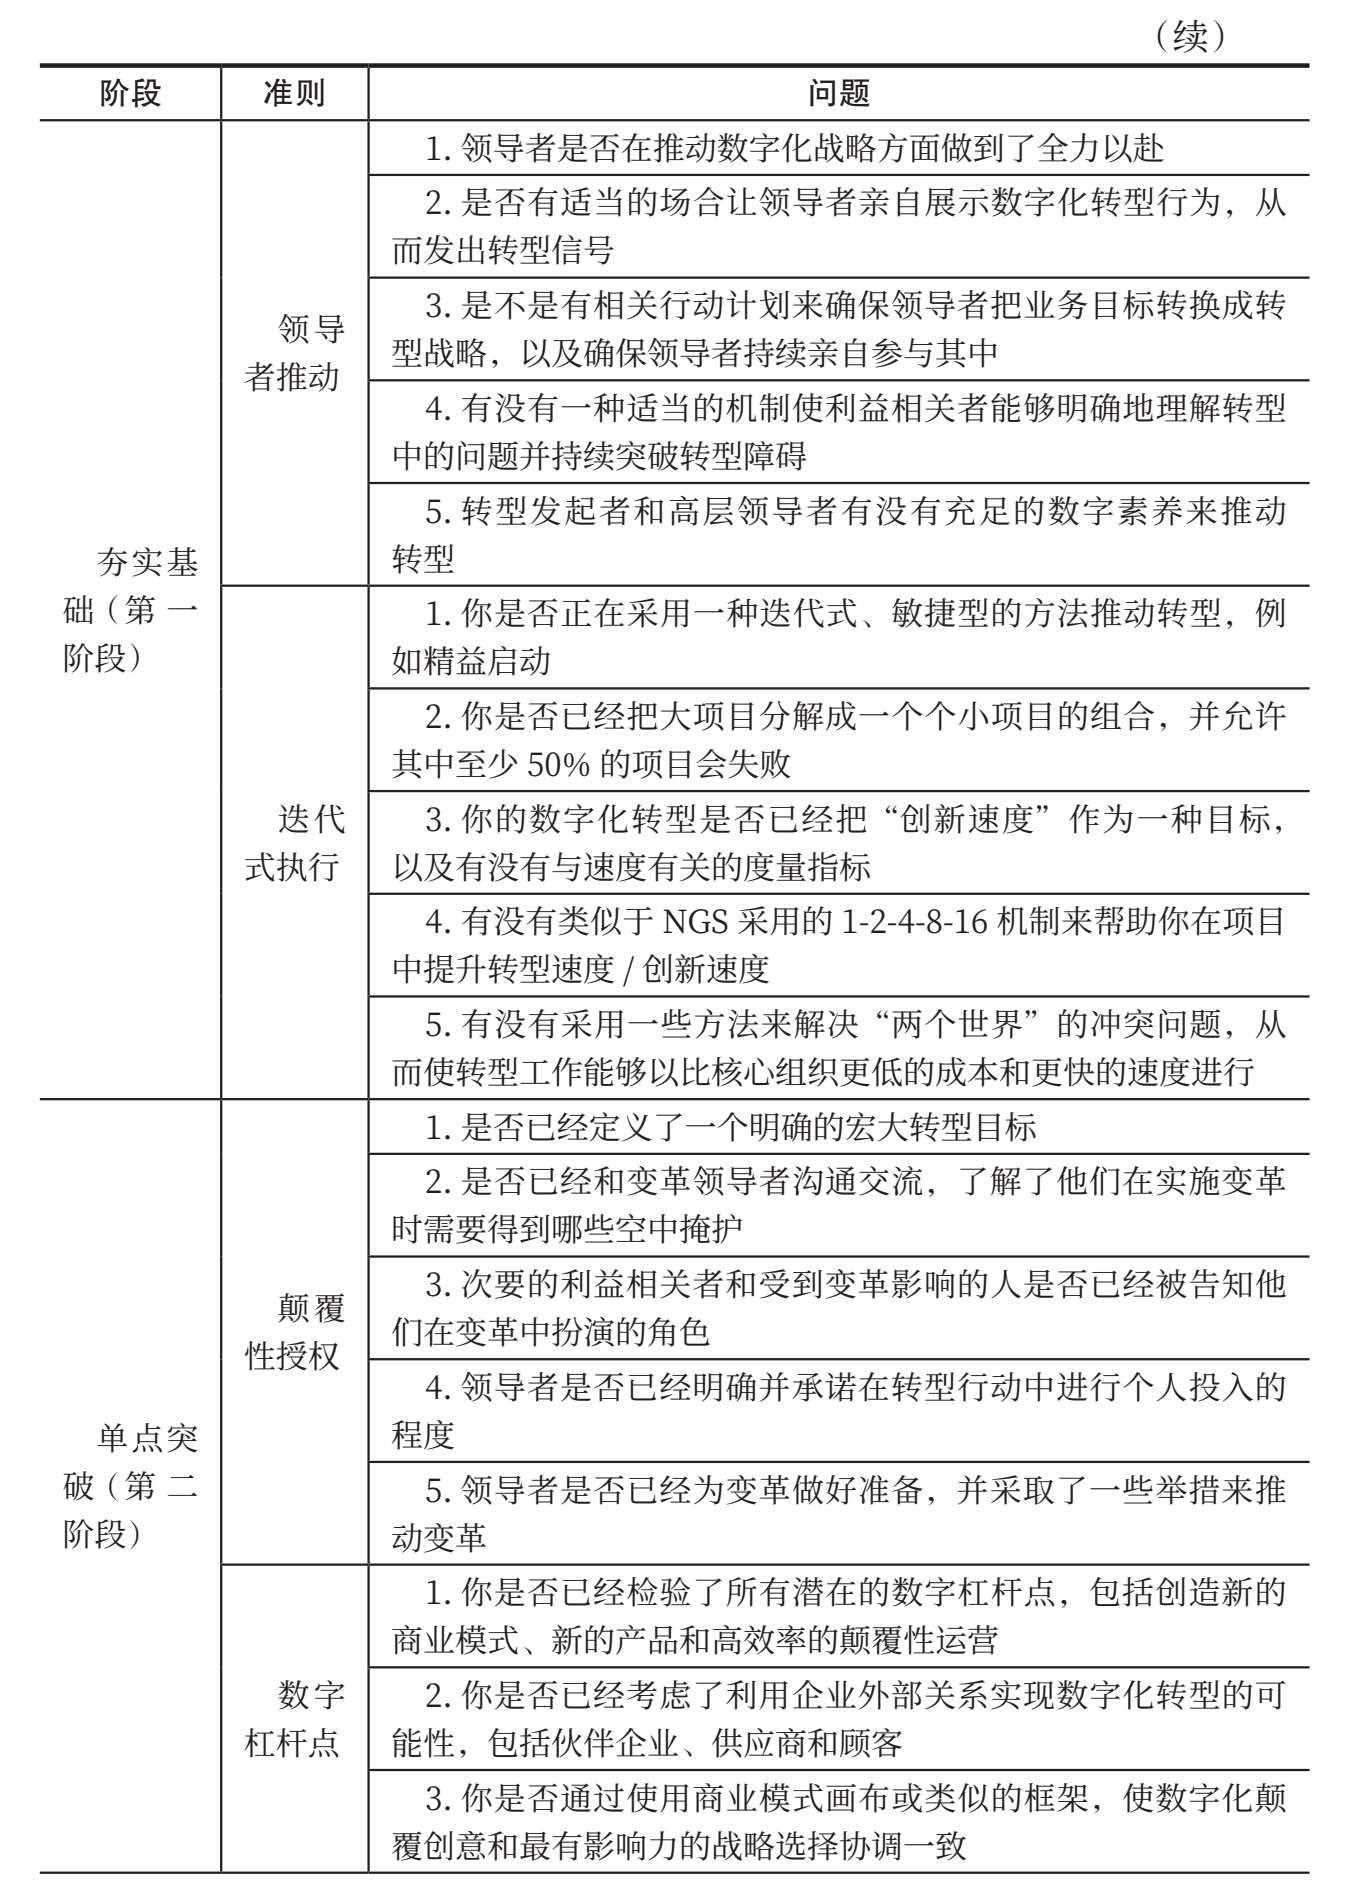 （续）
阶段 准则 问题
夯实基
础（第一
阶段）
领导
者推动
1. 领导者是否在推动数字化战略方面做到了全力以赴
2. 是否有适当的场合让领导者亲自展示数字化转型行为，从
而发出转型信号
3. 是不是有相关行动计划来确保领导者把业务目标转换成转
型战略，以及确保领导者持续亲自参与其中
4. 有没有一种适当的机制使利益相关者能够明确地理解转型
中的问题并持续突破转型障碍
5. 转型发起者和高层领导者有没有充足的数字素养来推动
转型
迭代
式执行
1. 你是否正在采用一种迭代式、敏捷型的方法推动转型，例
如精益启动
2. 你是否已经把大项目分解成一个个小项目的组合，并允许
其中至少 50% 的项目会失败
3. 你的数字化转型是否已经把“创新速度”作为一种目标，
以及有没有与速度有关的度量指标
4. 有没有类似于 NGS 采用的 1-2-4-8-16 机制来帮助你在项目
中提升转型速度 / 创新速度
5. 有没有采用一些方法来解决“两个世界”的冲突问题，从
而使转型工作能够以比核心组织更低的成本和更快的速度进行
单点突
破（第二
阶段）
颠覆
性授权
1. 是否已经定义了一个明确的宏大转型目标
2. 是否已经和变革领导者沟通交流，了解了他们在实施变革
时需要得到哪些空中掩护
3. 次要的利益相关者和受到变革影响的人是否已经被告知他
们在变革中扮演的角色
4. 领导者是否已经明确并承诺在转型行动中进行个人投入的
程度
5. 领导者是否已经为变革做好准备，并采取了一些举措来推
动变革
数字
杠杆点
1. 你是否已经检验了所有潜在的数字杠杆点，包括创造新的
商业模式、新的产品和高效率的颠覆性运营
2. 你是否已经考虑了利用企业外部关系实现数字化转型的可
能性，包括伙伴企业、供应商和顾客
3. 你是否通过使用商业模式画布或类似的框架，使数字化颠
覆创意和最有影响力的战略选择协调一致